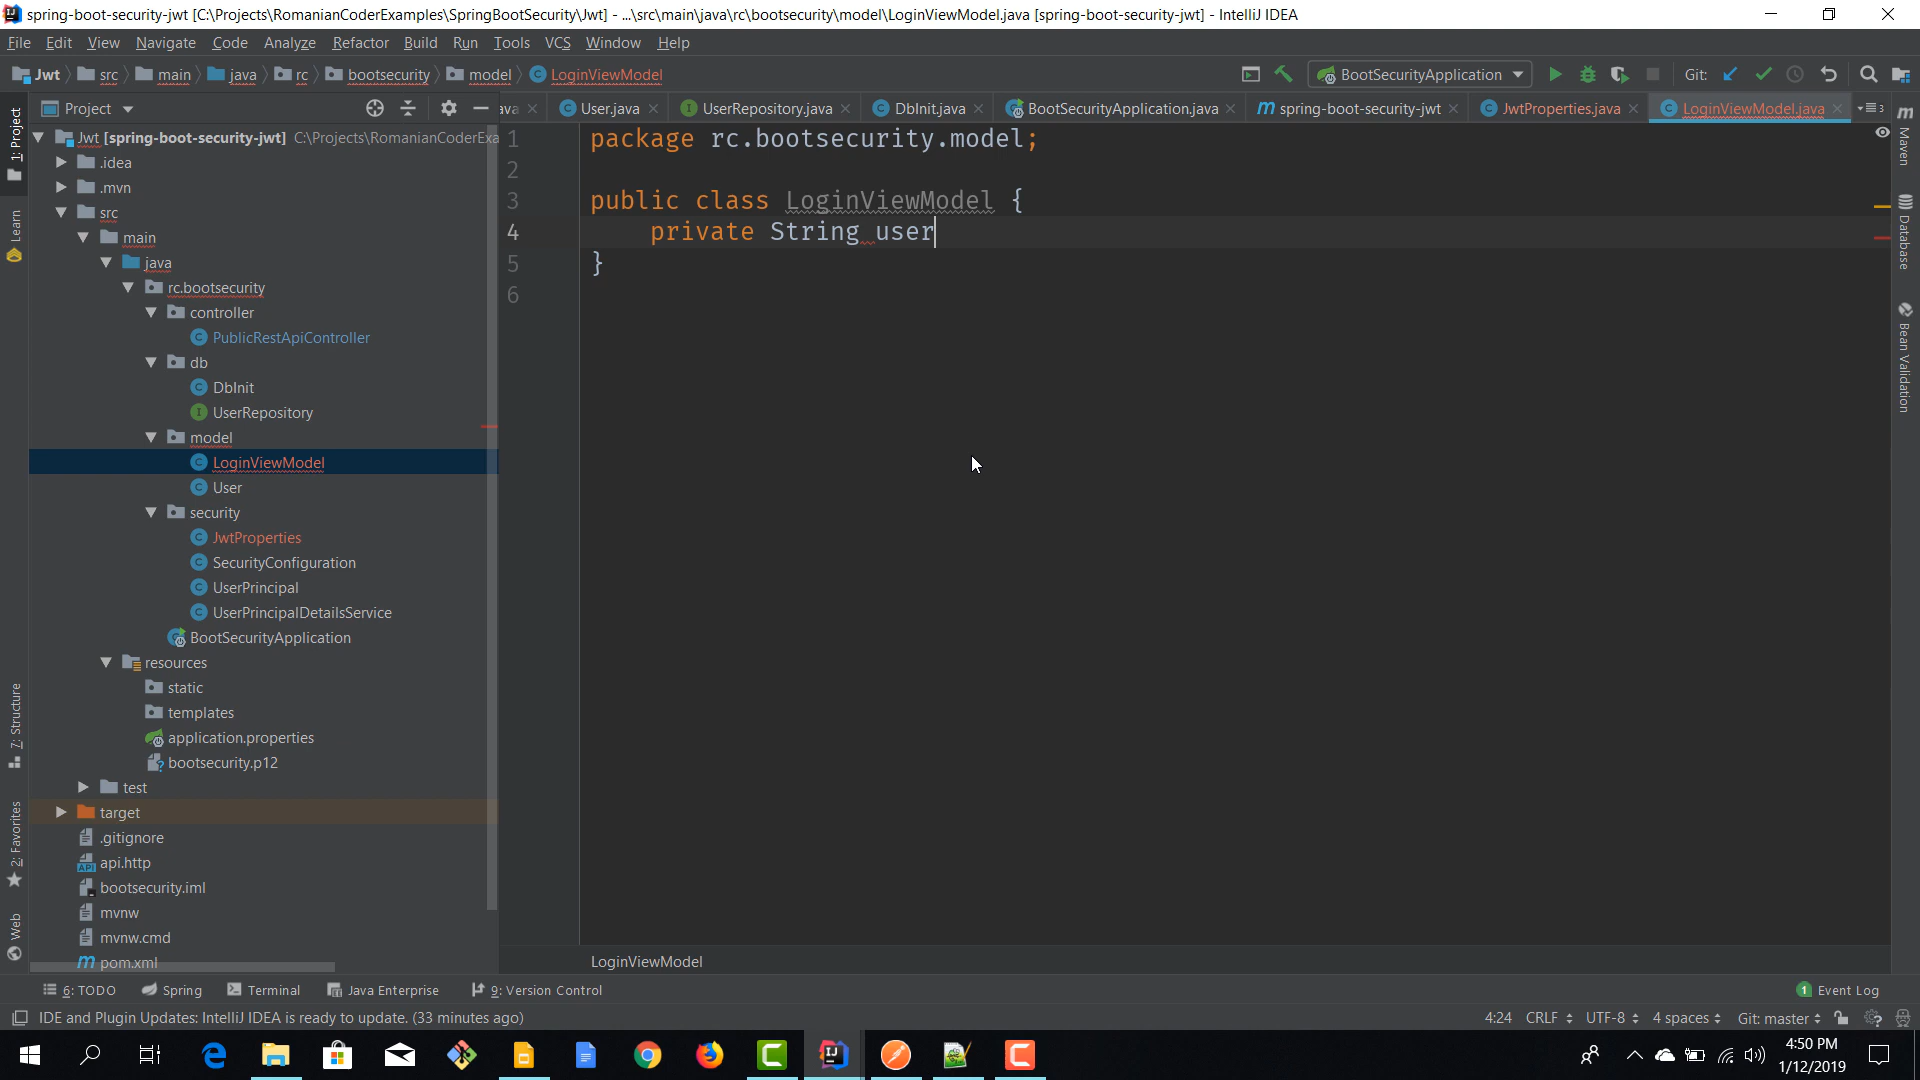 spring-boot-security-jwt [C:\Projects\RomanianCoderExamples\SpringBootSecurity\Jwt] - ...\src\main\java\rc\bootsecurity\model\LoginViewModel.java [spring-boot-security-jwt] - IntelliJ IDEA
File Edit View Navigate Code Analyze Refactor Build Run Tools VCS Window Help
Jwt src main java rc bootsecurity model LoginViewModel
BootSecurityApplication Git:
Project
ava User.java UserRepository.java DbInit.java BootSecurityApplication.java spring-boot-security-jwt JwtProperties.java LoginViewModel.java 3
Jwt [spring-boot-security-jwt] C:\Projects\RomanianCoderExa
.idea
.mvn
src
main
java
rc.bootsecurity
controller
PublicRestApiController
db
DbInit
UserRepository
model
LoginViewModel
User
security
JwtProperties
SecurityConfiguration
UserPrincipal
UserPrincipalDetailsService
BootSecurityApplication
resources
static
templates
application.properties
bootsecurity.p12
test
target
.gitignore
api.http
bootsecurity.iml
mvnw
mvnw.cmd
pom.xml
1 package rc.bootsecurity.model;
2
3 public class LoginViewModel {
4 private String user
5 }
6
LoginViewModel
1: Project
Learn
7: Structure
2: Favorites
Web
Maven
Database
Bean Validation
6: TODO Spring Terminal Java Enterprise 9: Version Control
1 Event Log
IDE and Plugin Updates: IntelliJ IDEA is ready to update. (33 minutes ago)
4:24 CRLF UTF-8 4 spaces Git: master
4:50 PM
1/12/2019